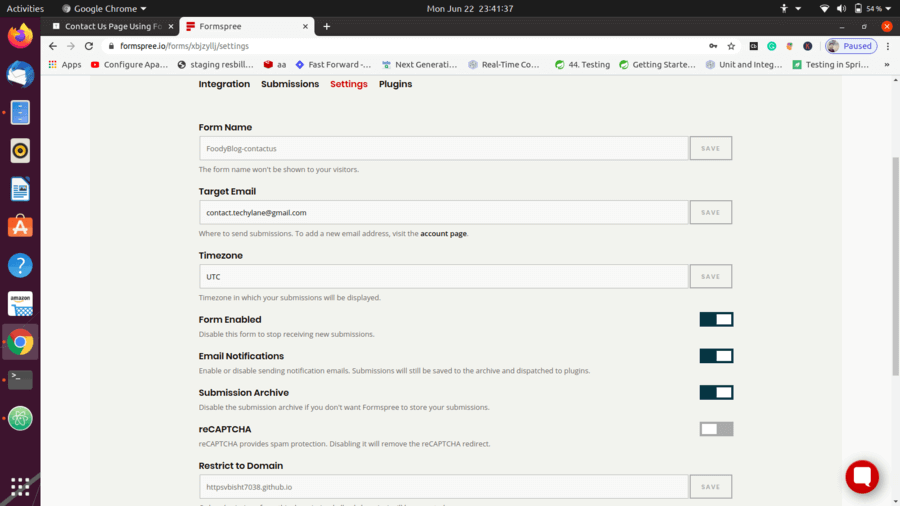 Activities
Google Chrome
Mon Jun 22 23:41:37
54 %
Contact Us Page Using Fo
Formspree
formspree.io/forms/xbjzyllj/settings
Paused
Apps
Configure Apa...
staging resbill...
aa
Fast Forward -...
Next Generati...
Real-Time Co...
44. Testing
Getting Starte...
Unit and Integ...
Testing in Sprin...
Integration
Submissions
Settings
Plugins
Form Name
FoodyBlog-contactus
SAVE
The form name won't be shown to your visitors.
Target Email
contact.techylane@gmail.com
SAVE
Where to send submissions. To add a new email address, visit the account page.
Timezone
UTC
SAVE
Timezone in which your submissions will be displayed.
Form Enabled
Disable this form to stop receiving new submissions.
Email Notifications
Enable or disable sending notification emails. Submissions will still be saved to the archive and dispatched to plugins.
Submission Archive
Disable the submission archive if you don't want Formspree to store your submissions.
reCAPTCHA
reCAPTCHA provides spam protection. Disabling it will remove the reCAPTCHA redirect.
Restrict to Domain
httpsvbisht7038.github.io
SAVE
amazon